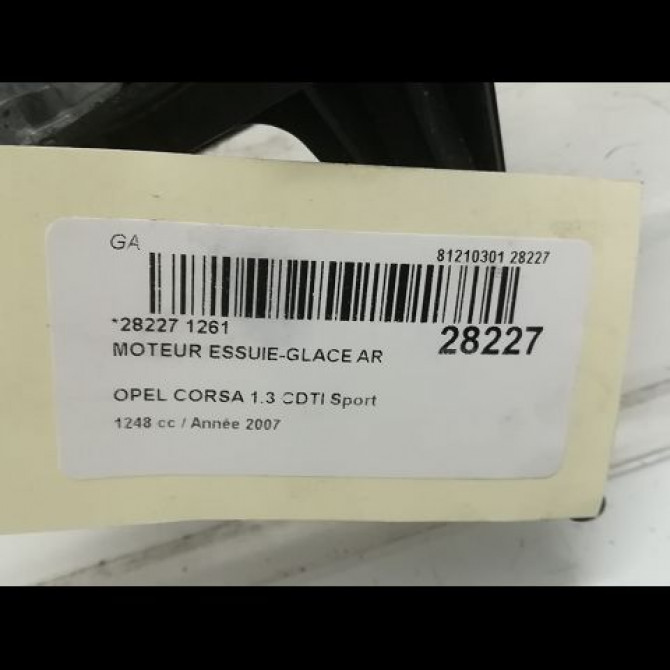 GA
81210301 28227
*28227 1261
28227
MOTEUR ESSUIE-GLACE AR
OPEL CORSA 1.3 CDTI Sport
1248 cc / Année 2007